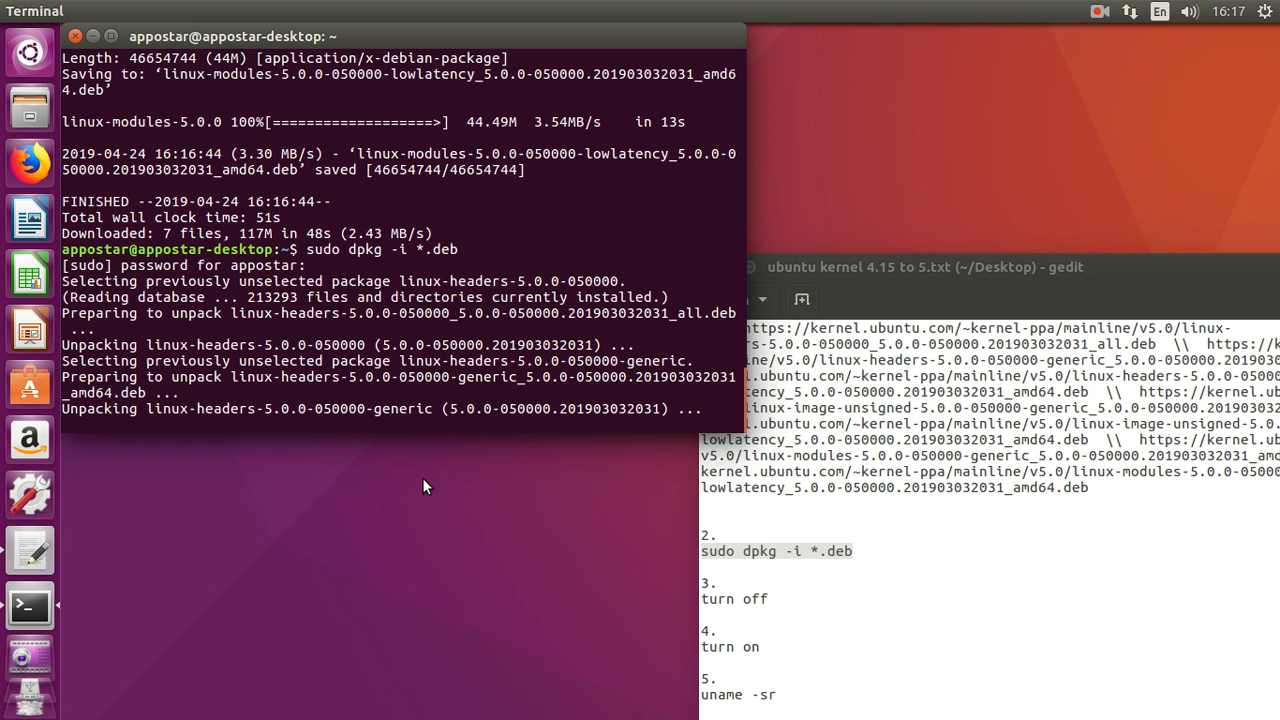 Terminal
En
16:17
appostar@appostar-desktop: ~
Length: 46654744 (44M) [application/x-debian-package]
Saving to: ‘linux-modules-5.0.0-050000-lowlatency_5.0.0-050000.201903032031_amd6
4.deb’
linux-modules-5.0.0 100%[===================>]  44.49M  3.54MB/s    in 13s
2019-04-24 16:16:44 (3.30 MB/s) - ‘linux-modules-5.0.0-050000-lowlatency_5.0.0-0
50000.201903032031_amd64.deb’ saved [46654744/46654744]
FINISHED --2019-04-24 16:16:44--
Total wall clock time: 51s
Downloaded: 7 files, 117M in 48s (2.43 MB/s)
appostar@appostar-desktop:~$ sudo dpkg -i *.deb
[sudo] password for appostar:
Selecting previously unselected package linux-headers-5.0.0-050000.
(Reading database ... 213293 files and directories currently installed.)
Preparing to unpack linux-headers-5.0.0-050000_5.0.0-050000.201903032031_all.deb
 ...
Unpacking linux-headers-5.0.0-050000 (5.0.0-050000.201903032031) ...
Selecting previously unselected package linux-headers-5.0.0-050000-generic.
Preparing to unpack linux-headers-5.0.0-050000-generic_5.0.0-050000.201903032031
_amd64.deb ...
Unpacking linux-headers-5.0.0-050000-generic (5.0.0-050000.201903032031) ...
ubuntu kernel 4.15 to 5.txt (~/Desktop) - gedit
https://kernel.ubuntu.com/~kernel-ppa/mainline/v5.0/linux-
rs-5.0.0-050000_5.0.0-050000.201903032031_all.deb  \\  https://k
line/v5.0/linux-headers-5.0.0-050000-generic_5.0.0-050000.201903
el.ubuntu.com/~kernel-ppa/mainline/v5.0/linux-headers-5.0.0-0500
tency_5.0.0-050000.201903032031_amd64.deb  \\  https://kernel.ub
linux-image-unsigned-5.0.0-050000-generic_5.0.0-050000.201903032
el.ubuntu.com/~kernel-ppa/mainline/v5.0/linux-image-unsigned-5.0.
lowlatency_5.0.0-050000.201903032031_amd64.deb  \\  https://kernel.ub
v5.0/linux-modules-5.0.0-050000-generic_5.0.0-050000.201903032031_amd
kernel.ubuntu.com/~kernel-ppa/mainline/v5.0/linux-modules-5.0.0-05000
lowlatency_5.0.0-050000.201903032031_amd64.deb
2.
sudo dpkg -i *.deb
3.
turn off
4.
turn on
5.
uname -sr